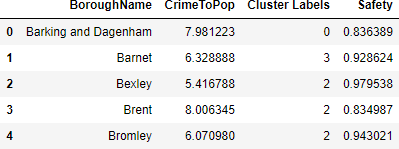 BoroughName CrimeToPop Cluster Labels Safety
0 Barking and Dagenham 7.981223 0 0.836389
1 Barnet 6.328888 3 0.928624
2 Bexley 5.416788 2 0.979538
3 Brent 8.006345 2 0.834987
4 Bromley 6.070980 2 0.943021